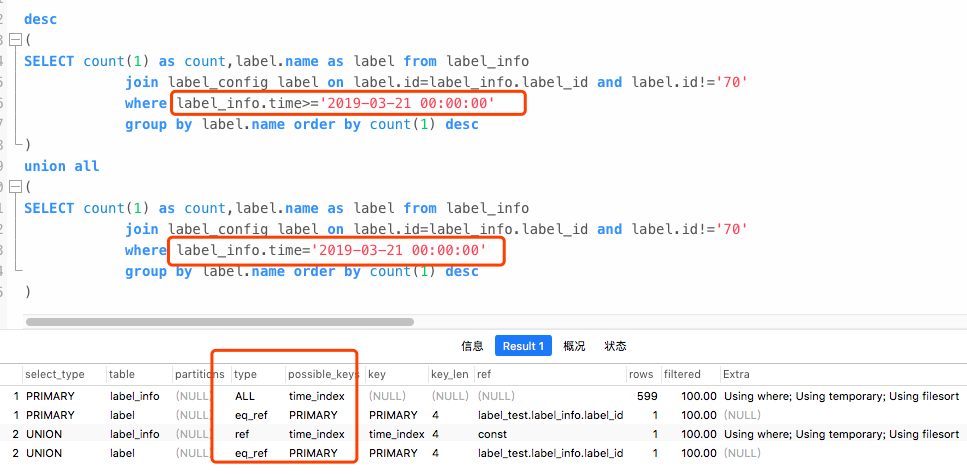 desc
(
SELECT count(1) as count,label.name as label from label_info
join label_config label on label.id=label_info.label_id and label.id!='70'
where label_info.time>='2019-03-21 00:00:00'
group by label.name order by count(1) desc
)
union all
(
SELECT count(1) as count,label.name as label from label_info
join label_config label on label.id=label_info.label_id and label.id!='70'
where label_info.time='2019-03-21 00:00:00'
group by label.name order by count(1) desc
)
信息 Result 1 概况 状态
select_type table partitions type possible_keys key key_len ref rows filtered Extra
1 PRIMARY label_info (NULL ALL time_index (NULL) (NULL) (NULL) 599 100.00 Using where; Using temporary; Using filesort
1 PRIMARY label (NULL eq_ref PRIMARY PRIMARY 4 label_test.label_info.label_id 1 100.00 (NULL)
2 UNION label_info (NULL ref time_index time_index 4 const 1 100.00 Using where; Using temporary; Using filesort
2 UNION label (NULL eq_ref PRIMARY PRIMARY 4 label_test.label_info.label_id 1 100.00 (NULL)